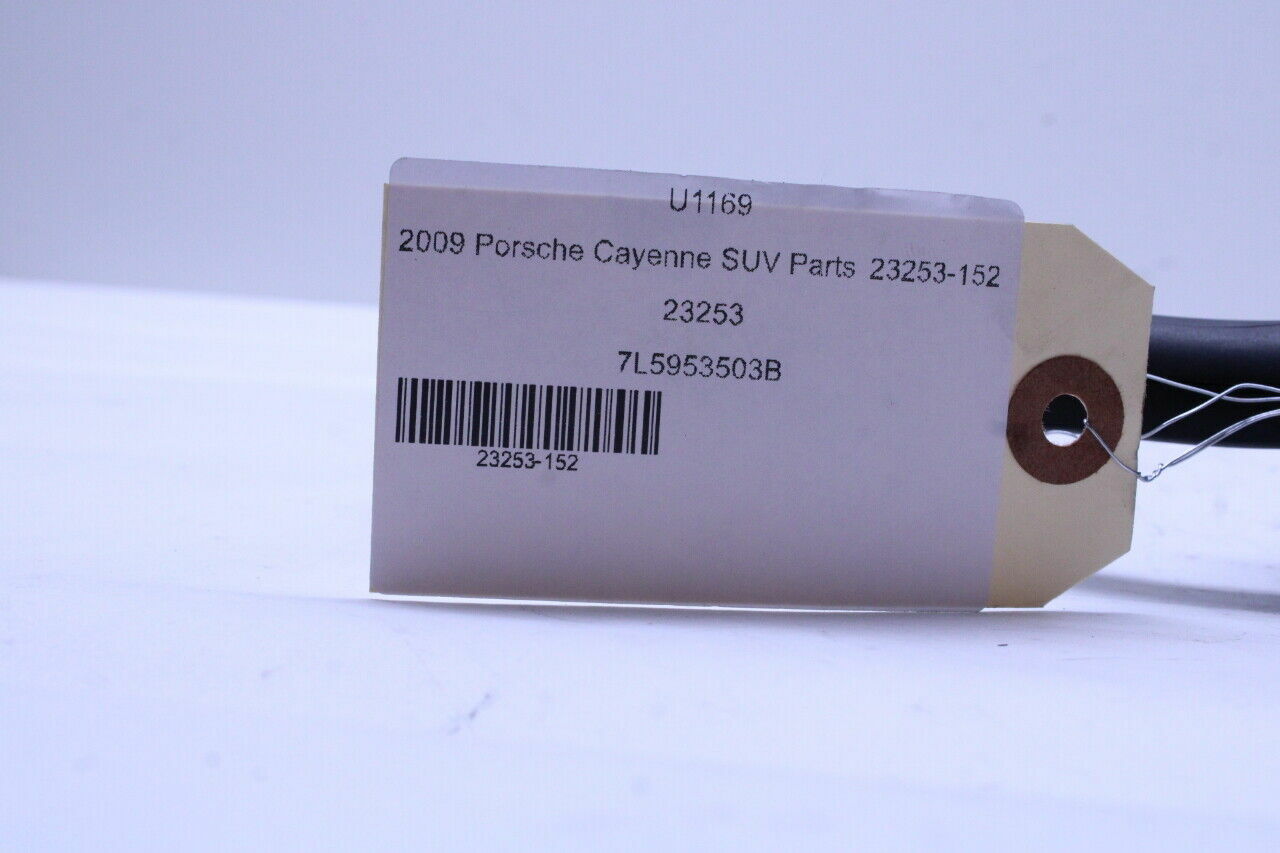 U1169
2009 Porsche Cayenne SUV Parts 23253-152
23253
7L5953503B
23253-152